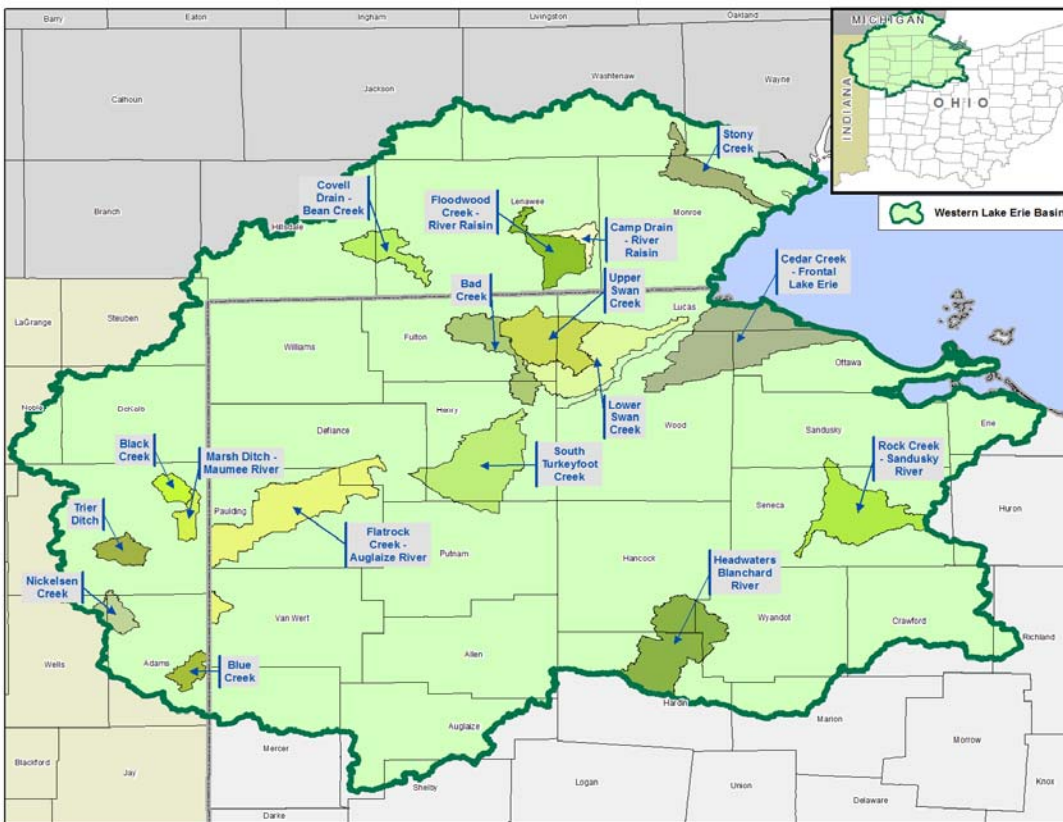 Barry
Eaton
Ingham
Livingston
Oakland
MICHIGAN
INDIANA
OHIO
Western Lake Erie Basin
Calhoun
Jackson
Washtenaw
Wayne
Stony
Creek
Covell
Drain -
Bean Creek
Floodwood
Creek -
River Raisin
Lenawee
Monroe
Camp Drain
- River
Raisin
Branch
Hillsdale
Cedar Creek
- Frontal
Lake Erie
Bad
Creek
Upper
Swan
Creek
Lucas
LaGrange
Steuben
Williams
Fulton
Ottawa
Noble
DeKalb
Defiance
Henry
Lower
Swan
Creek
Wood
Sandusky
Erie
Black
Creek
Marsh Ditch -
Maumee River
South
Turkeyfoot
Creek
Rock Creek
- Sandusky
River
Trier
Ditch
Paulding
Seneca
Huron
Flatrock
Creek -
Auglaize River
Putnam
Hancock
Headwaters
Blanchard
River
Nickelsen
Creek
Van Wert
Wyandot
Crawford
Richland
Wells
Adams
Blue
Creek
Allen
Hardin
Marion
Auglaize
Mercer
Morrow
Blackford
Jay
Shelby
Logan
Union
Delaware
Knox
Darke